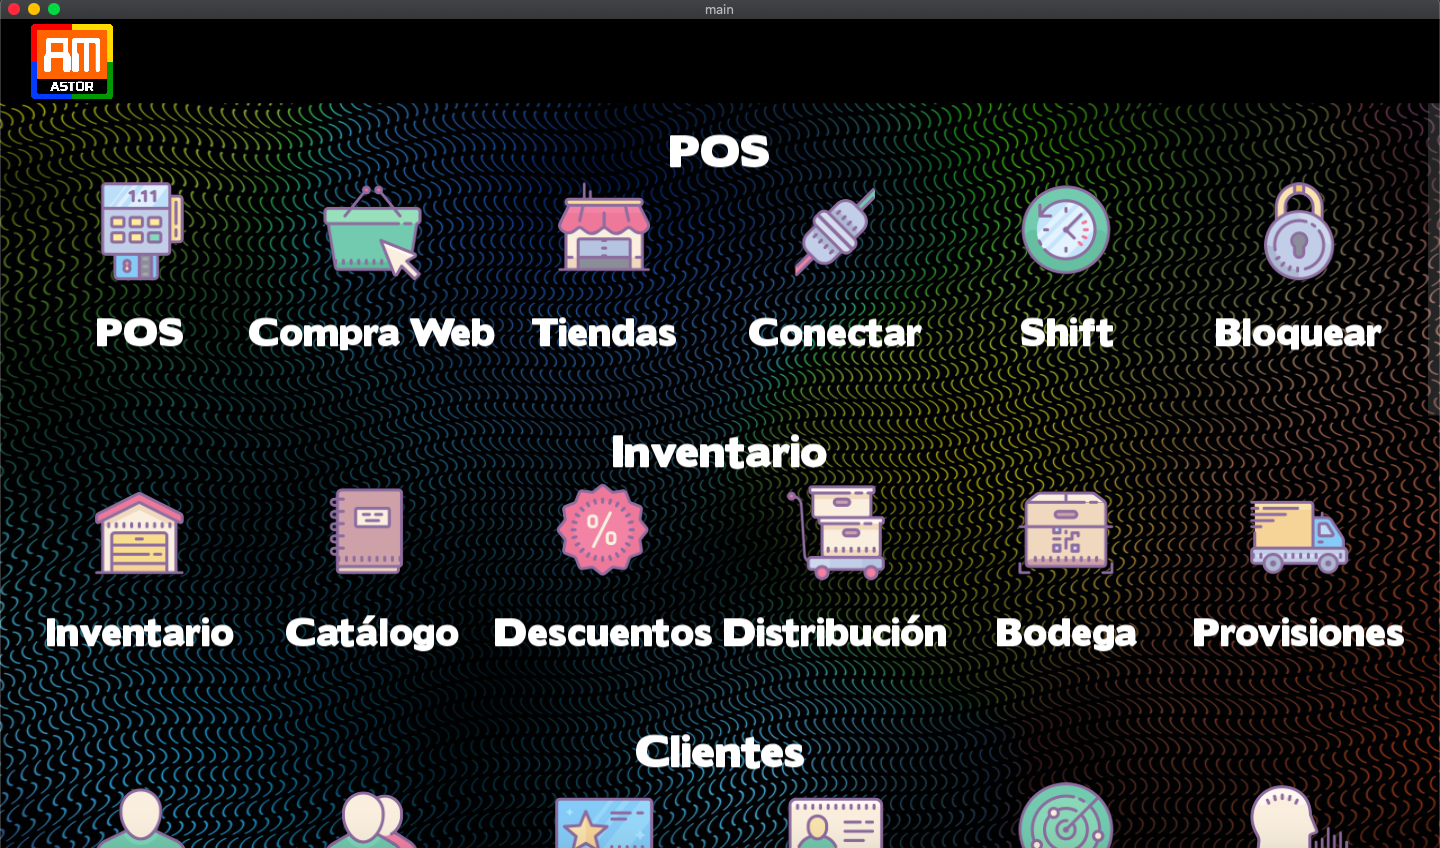 main
AM
ASTOR
POS
1.11
8
POS
Compra Web
Tiendas
Conectar
Shift
Bloquear
Inventario
%
Inventario
Catálogo
Descuentos
Distribución
Bodega
Provisiones
Clientes